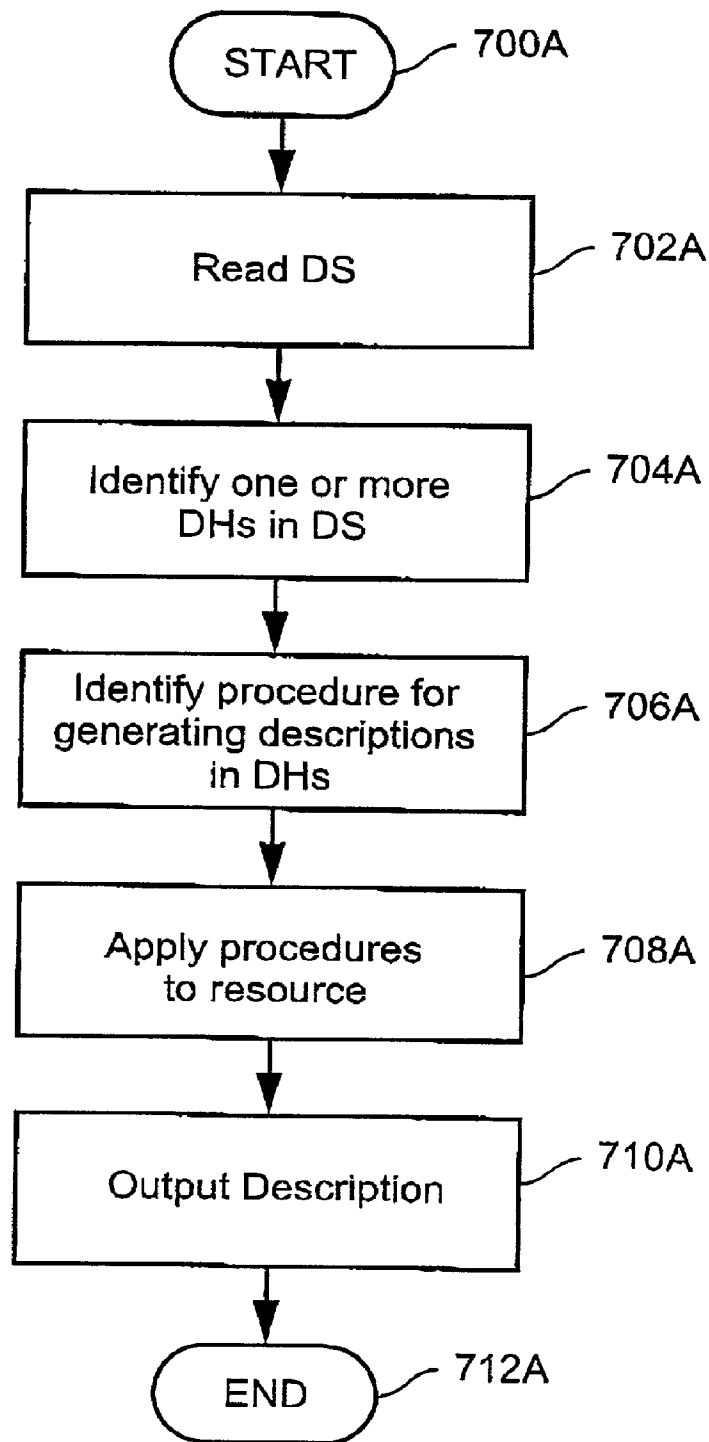 START
700A
Read DS
702A
Identify one or more
DHs in DS
704A
Identify procedure for
generating descriptions
in DHs
706A
Apply procedures
to resource
708A
Output Description
710A
END
712A